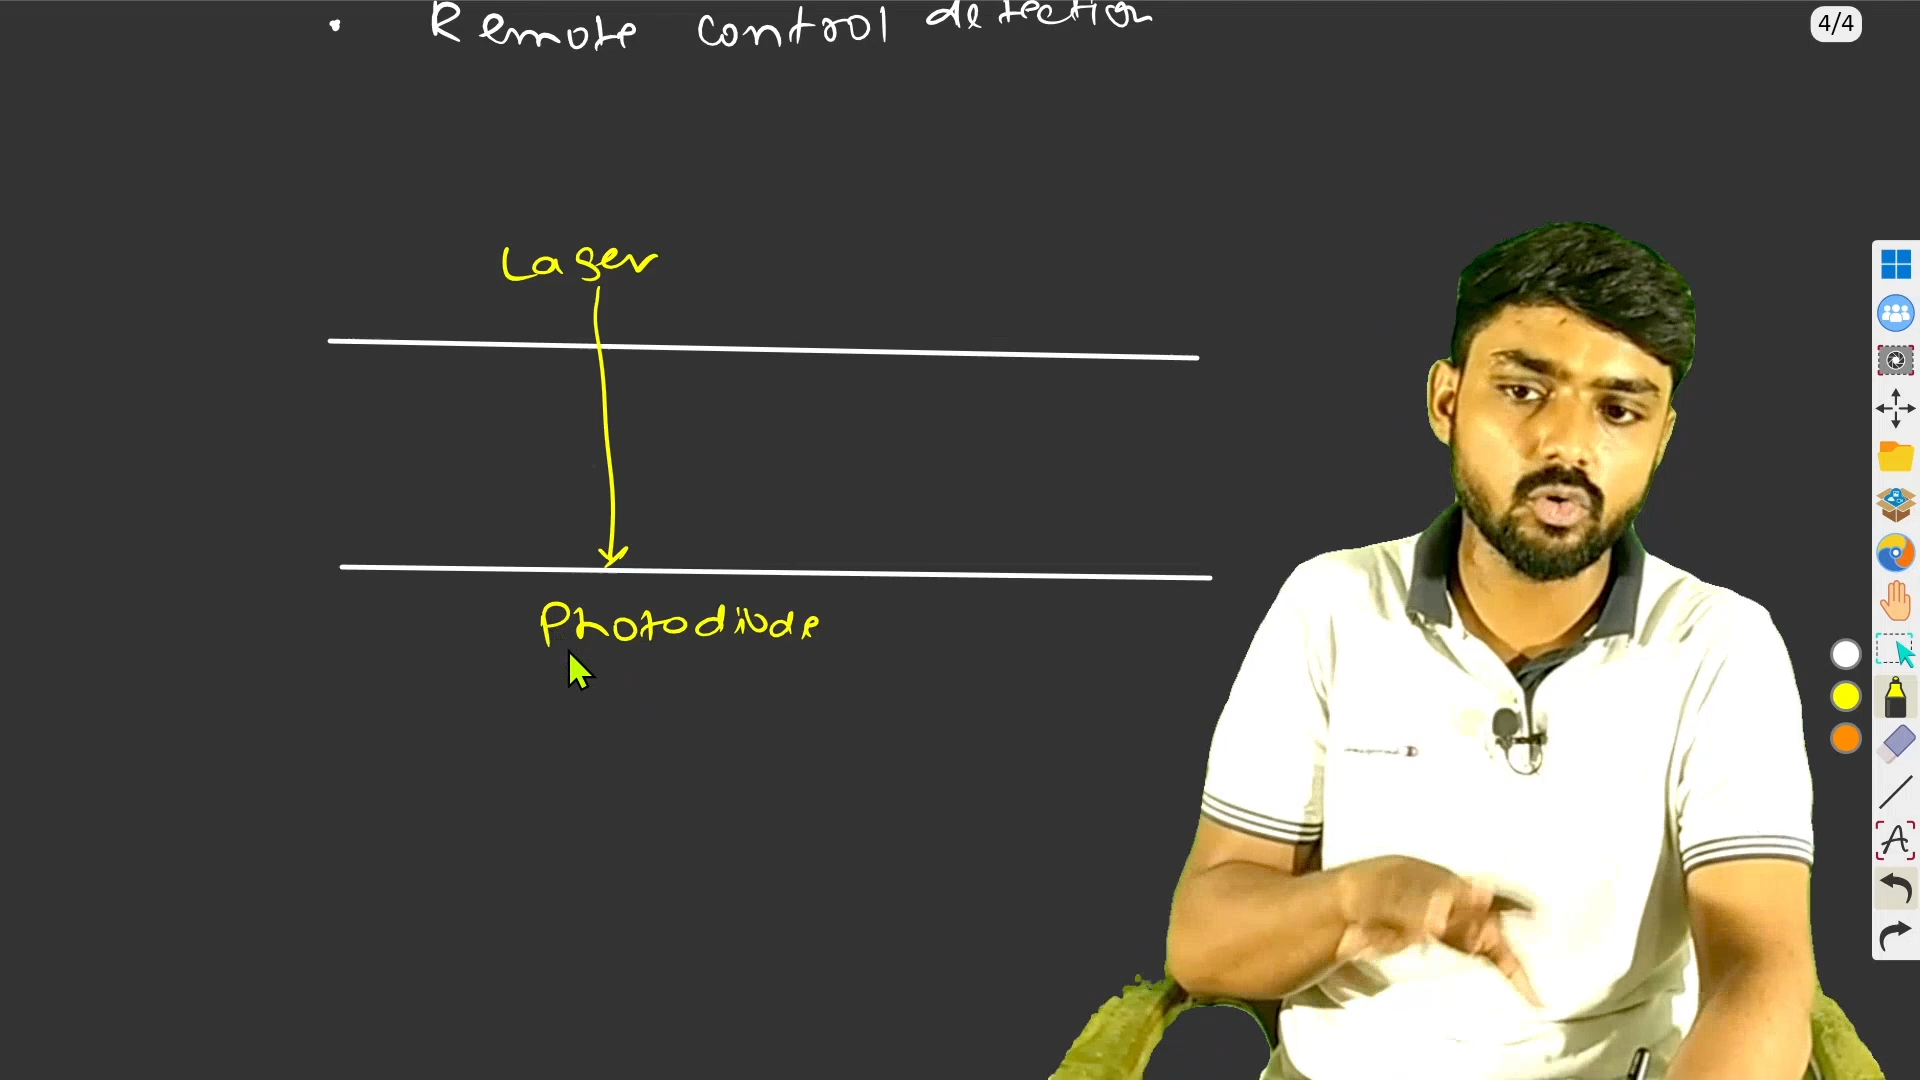 • Remote control detection
4/4
Laser
Photodiode